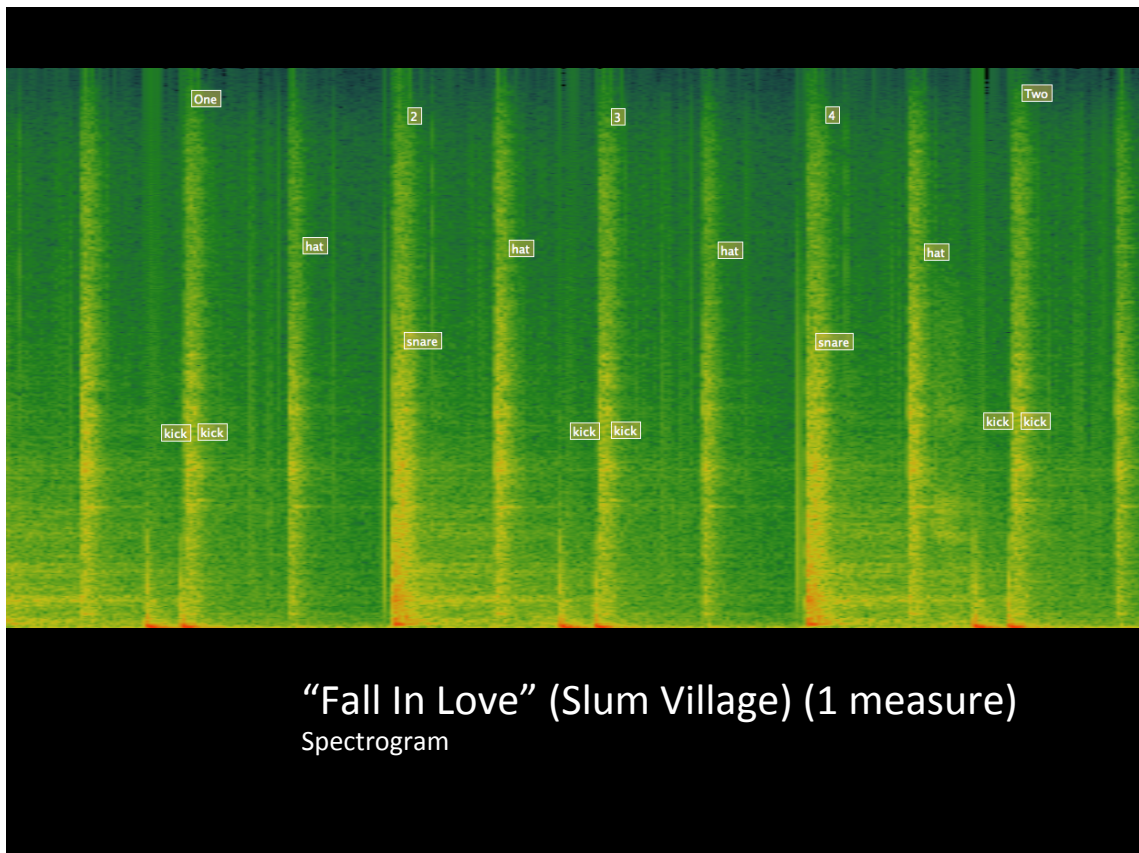 One
Two
2
3
4
hat
hat
hat
hat
snare
snare
kick kick
kick kick
kick kick
“Fall In Love” (Slum Village) (1 measure)
Spectrogram